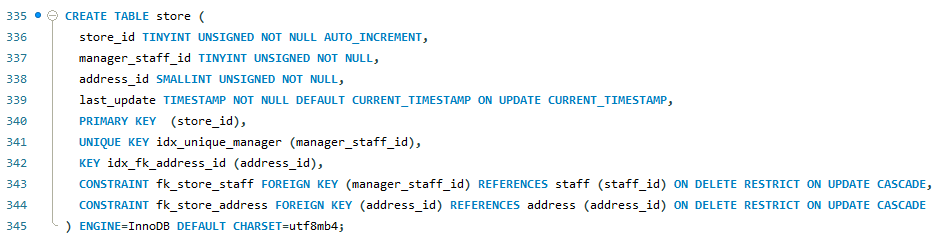 335 CREATE TABLE store (
336 store_id TINYINT UNSIGNED NOT NULL AUTO_INCREMENT,
337 manager_staff_id TINYINT UNSIGNED NOT NULL,
338 address_id SMALLINT UNSIGNED NOT NULL,
339 last_update TIMESTAMP NOT NULL DEFAULT CURRENT_TIMESTAMP ON UPDATE CURRENT_TIMESTAMP,
340 PRIMARY KEY  (store_id),
341 UNIQUE KEY idx_unique_manager (manager_staff_id),
342 KEY idx_fk_address_id (address_id),
343 CONSTRAINT fk_store_staff FOREIGN KEY (manager_staff_id) REFERENCES staff (staff_id) ON DELETE RESTRICT ON UPDATE CASCADE,
344 CONSTRAINT fk_store_address FOREIGN KEY (address_id) REFERENCES address (address_id) ON DELETE RESTRICT ON UPDATE CASCADE
345 ) ENGINE=InnoDB DEFAULT CHARSET=utf8mb4;